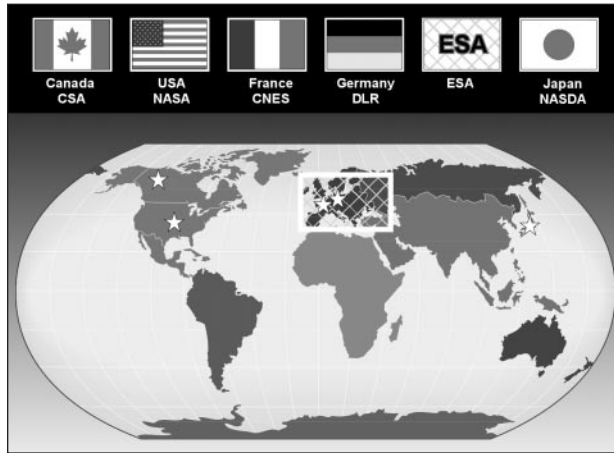 ESA
Canada
CSA
USA
NASA
France
CNES
Germany
DLR
ESA
Japan
NASDA